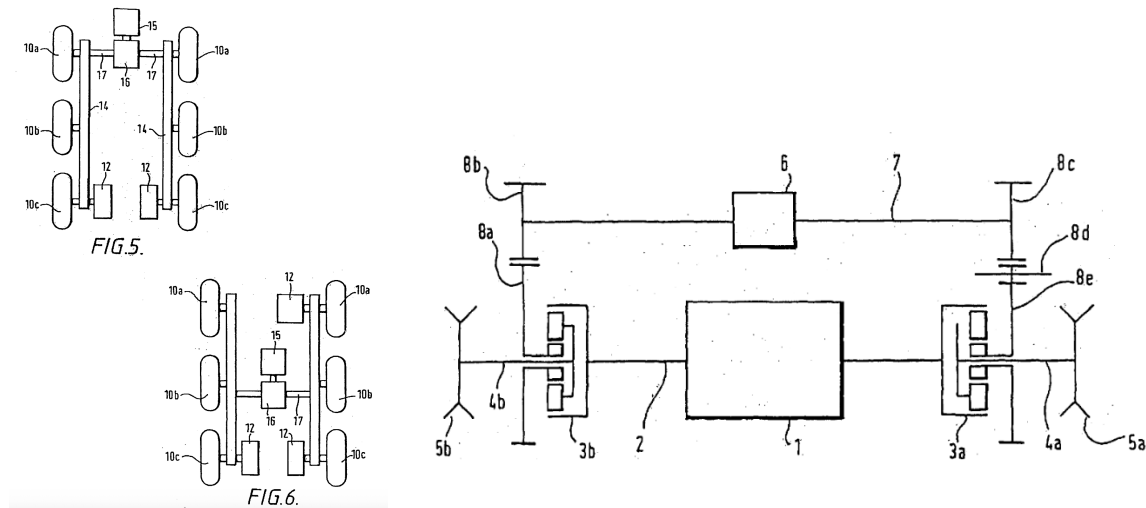 15
10a 10a
17 16 17
14
10b 14 10b
12 12
10c 10c
FIG.5.
12
10a 10a
15
10b 16 17 10b
12 12
10c 10c
FIG.6.
8b 6 7 8c
8a 8d
8e
4b 4a
5b 3b 2 1 3a 5a